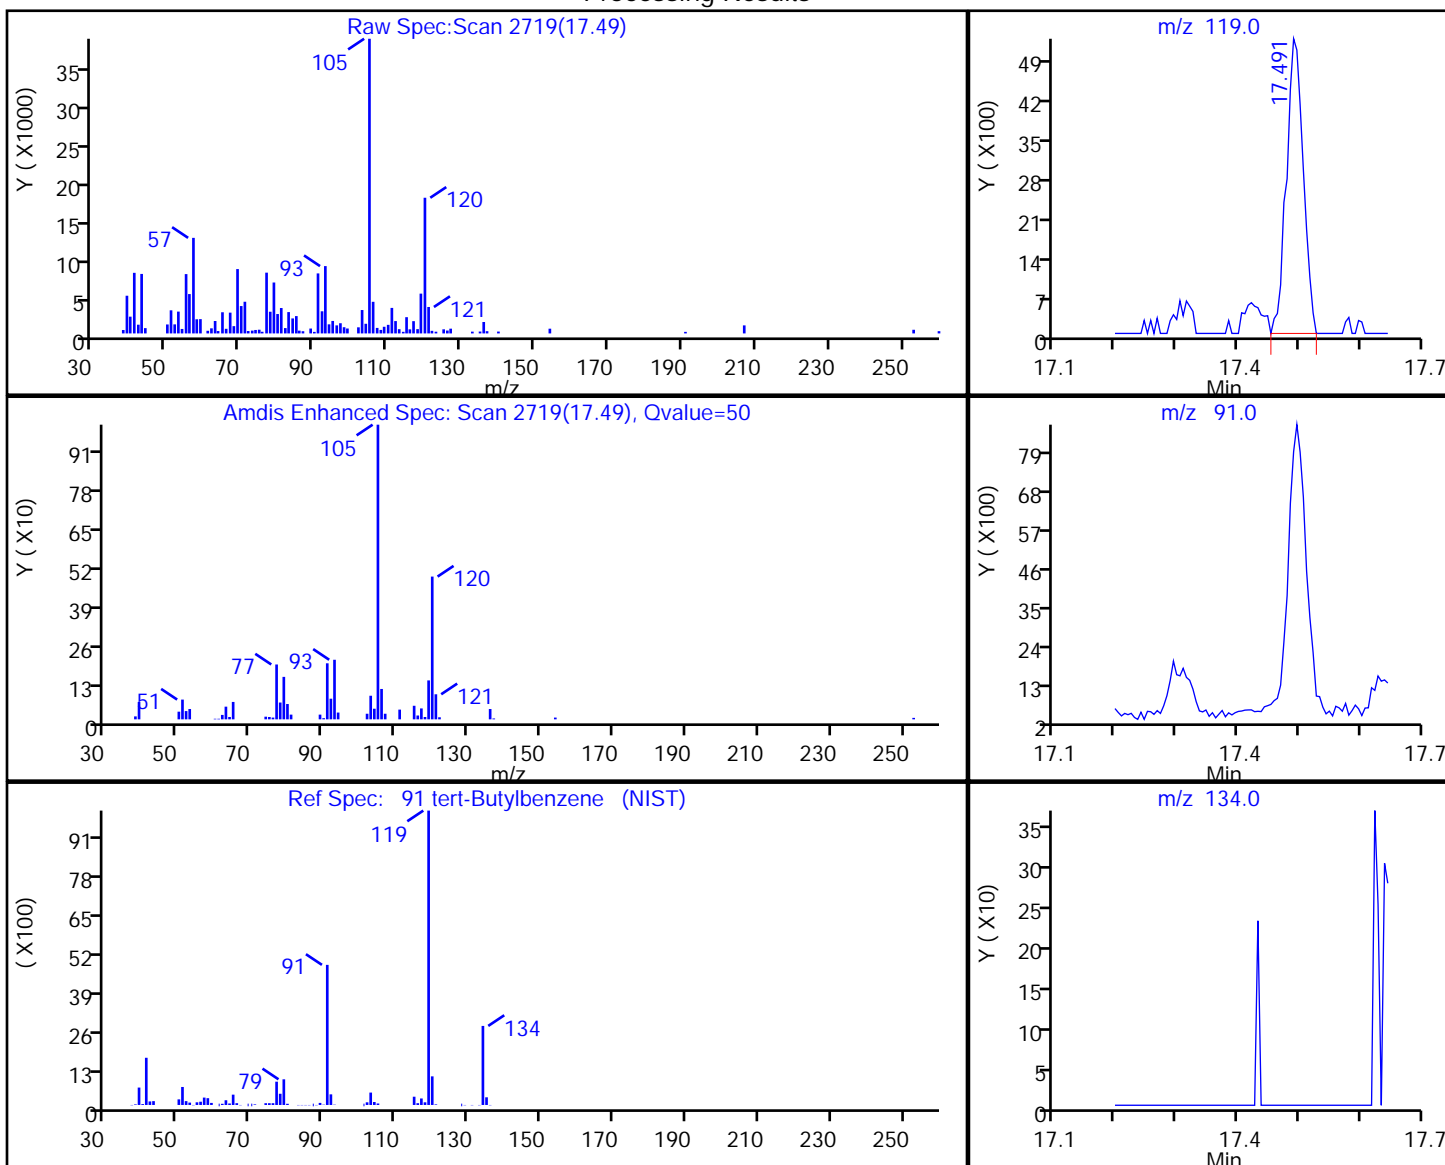 Processing Results
Raw Spec:Scan 2719(17.49)
105
120
57
93
121
Y ( X1000)
35
30
25
20
15
10
5
30 50 70 90 110 130 150 170 190 210 230 250
m/z
m/z 119.0
17.491
Y ( X100)
49
42
35
28
21
14
7
0
17.1 17.4 17.7
Min
Amdis Enhanced Spec: Scan 2719(17.49), Qvalue=50
105
120
77
93
51
121
Y ( X10)
91
78
65
52
39
26
13
0
30 50 70 90 110 130 150 170 190 210 230 250
m/z
m/z 91.0
Y ( X100)
79
68
57
46
35
24
13
2
17.1 17.4 17.7
Min
Ref Spec: 91 tert-Butylbenzene (NIST)
119
91
134
79
( X100)
91
78
65
52
39
26
13
0
30 50 70 90 110 130 150 170 190 210 230 250
m/z 134.0
Y ( X10)
35
30
25
20
15
10
5
0
17.1 17.4 17.7
Min